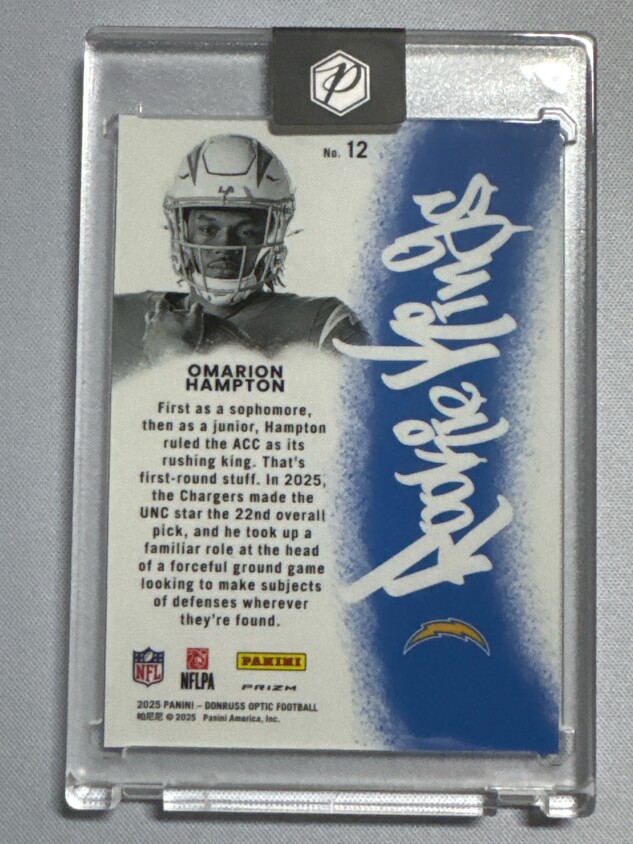 P
No. 12
Rookie Kings
OMARION
HAMPTON
First as a sophomore,
then as a junior, Hampton
ruled the ACC as its
rushing king. That's
first-round stuff. In 2025,
the Chargers made the
UNC star the 22nd overall
pick, and he took up a
familiar role at the head
of a forceful ground game
looking to make subjects
of defenses wherever
they're found.
NFL
NFLPA
PANINI
PRIZM
2025 PANINI – DONRUSS OPTIC FOOTBALL
帕尼尼 © 2025 Panini America, Inc.